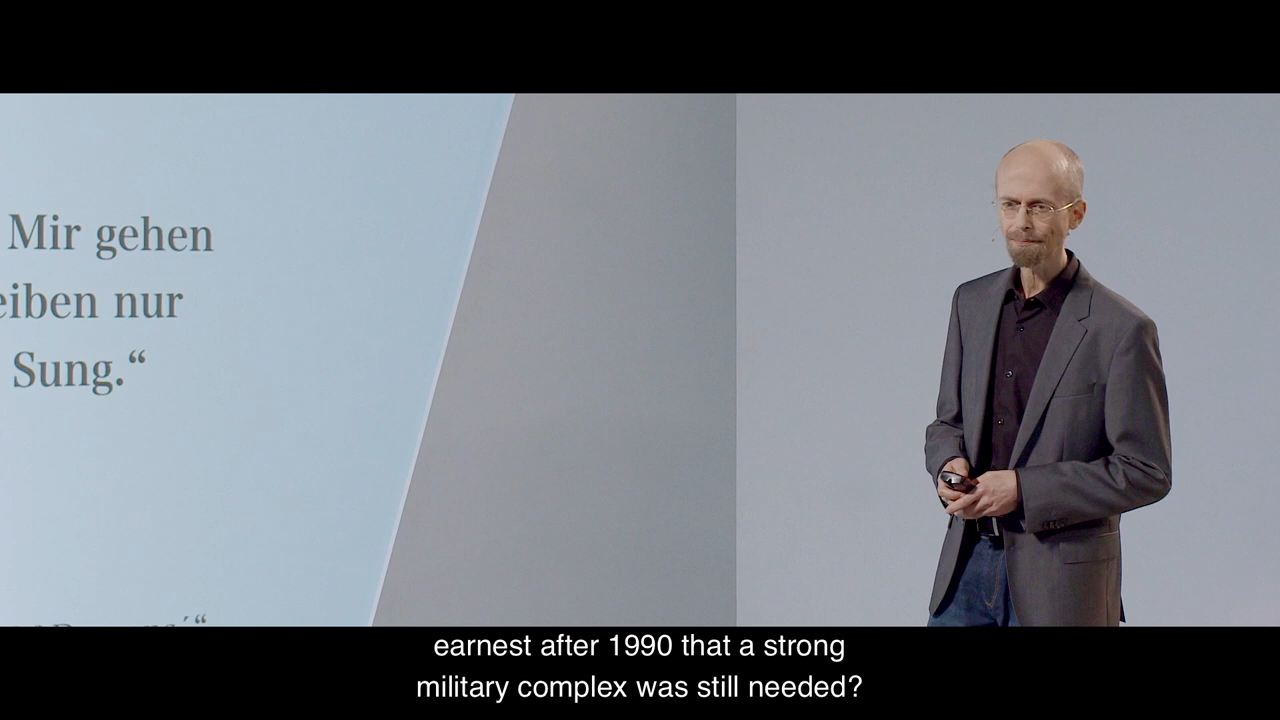 Mir gehen
eiben nur
Sung.“
earnest after 1990 that a strong
military complex was still needed?